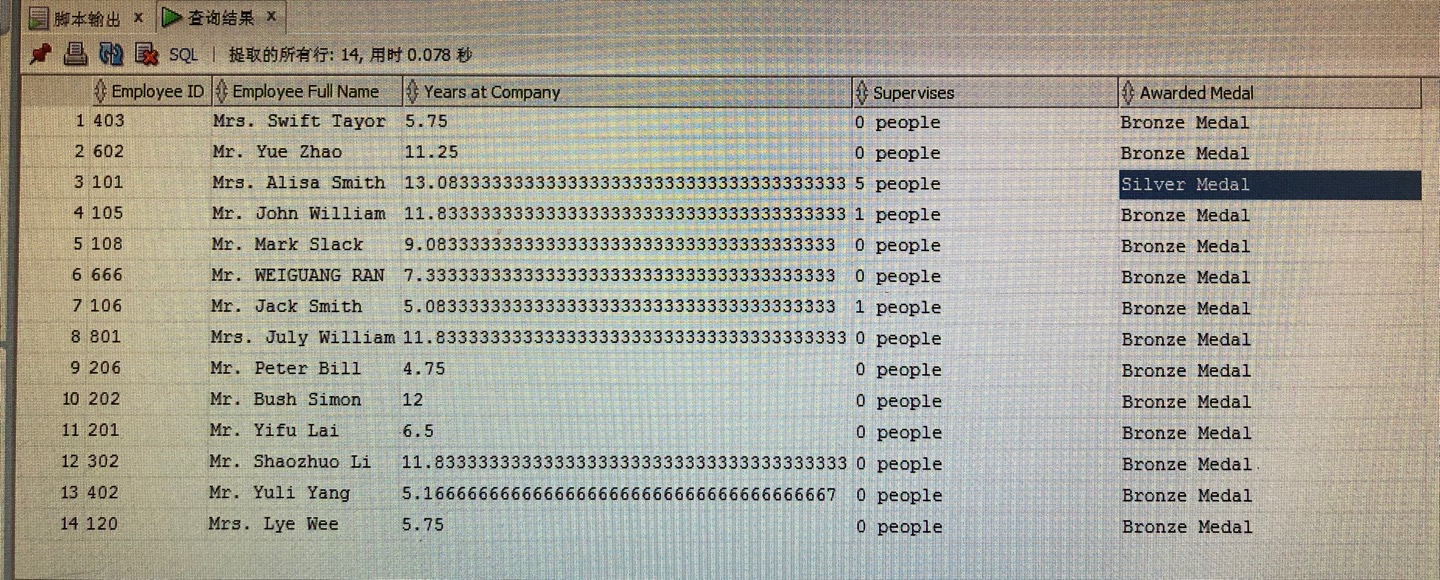 脚本输出 × 查询结果 ×
SQL | 提取的所有行: 14, 用时 0.078 秒
Employee ID Employee Full Name Years at Company Supervises Awarded Medal
1 403 Mrs. Swift Tayor 5.75 0 people Bronze Medal
2 602 Mr. Yue Zhao 11.25 0 people Bronze Medal
3 101 Mrs. Alisa Smith 13.0833333333333333333333333333333333333 5 people Silver Medal
4 105 Mr. John William 11.8333333333333333333333333333333333333 1 people Bronze Medal
5 108 Mr. Mark Slack 9.0833333333333333333333333333333333333 0 people Bronze Medal
6 666 Mr. WEIGUANG RAN 7.3333333333333333333333333333333333333 0 people Bronze Medal
7 106 Mr. Jack Smith 5.0833333333333333333333333333333333333 1 people Bronze Medal
8 801 Mrs. July William 11.8333333333333333333333333333333333333 0 people Bronze Medal
9 206 Mr. Peter Bill 4.75 0 people Bronze Medal
10 202 Mr. Bush Simon 12 0 people Bronze Medal
11 201 Mr. Yifu Lai 6.5 0 people Bronze Medal
12 302 Mr. Shaozhuo Li 11.8333333333333333333333333333333333333 0 people Bronze Medal
13 402 Mr. Yuli Yang 5.1666666666666666666666666666666666667 0 people Bronze Medal
14 120 Mrs. Lye Wee 5.75 0 people Bronze Medal